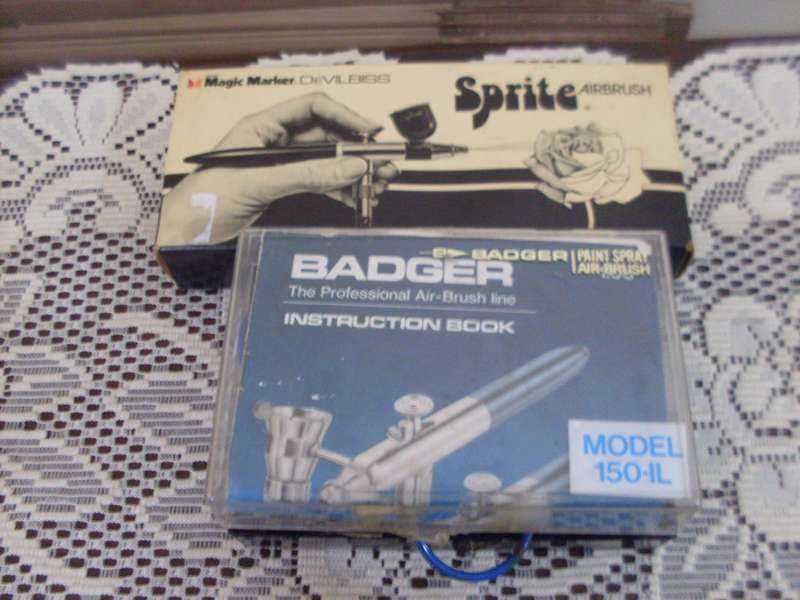 Magic Marker. DEVILBISS
Sprite AIRBRUSH
BADGER | PAINT SPRAY
AIR-BRUSH
BADGER
The Professional Air-Brush line
INSTRUCTION BOOK
MODEL
150-IL